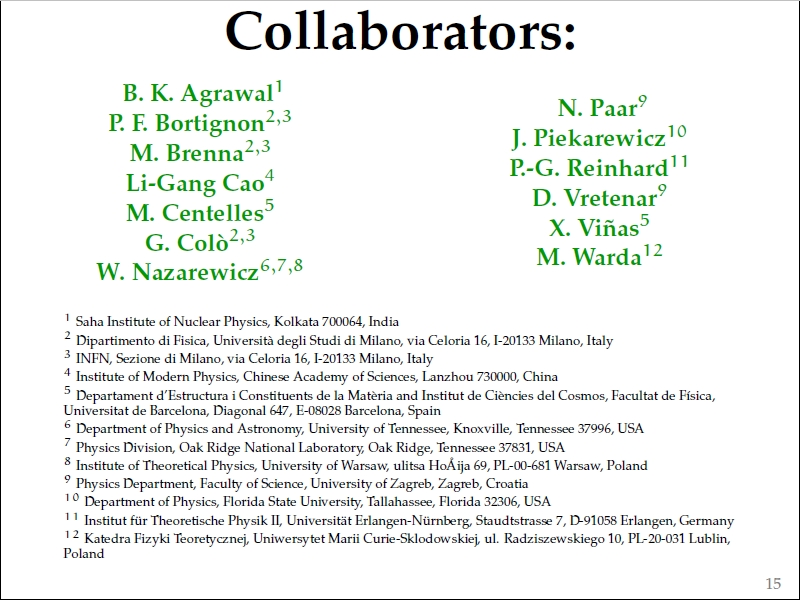 Collaborators:
B. K. Agrawal1
P. F. Bortignon2,3
M. Brenna2,3
Li-Gang Cao4
M. Centelles5
G. Colò2,3
W. Nazarewicz6,7,8
N. Paar9
J. Piekarewicz10
P.-G. Reinhard11
D. Vretenar9
X. Viñas5
M. Warda12
1 Saha Institute of Nuclear Physics, Kolkata 700064, India
2 Dipartimento di Fisica, Università degli Studi di Milano, via Celoria 16, I-20133 Milano, Italy
3 INFN, Sezione di Milano, via Celoria 16, I-20133 Milano, Italy
4 Institute of Modern Physics, Chinese Academy of Sciences, Lanzhou 730000, China
5 Departament d'Estructura i Constituents de la Matèria and Institut de Ciències del Cosmos, Facultat de Física,
Universitat de Barcelona, Diagonal 647, E-08028 Barcelona, Spain
6 Department of Physics and Astronomy, University of Tennessee, Knoxville, Tennessee 37996, USA
7 Physics Division, Oak Ridge National Laboratory, Oak Ridge, Tennessee 37831, USA
8 Institute of Theoretical Physics, University of Warsaw, ulitsa HoÅija 69, PL-00-681 Warsaw, Poland
9 Physics Department, Faculty of Science, University of Zagreb, Zagreb, Croatia
10 Department of Physics, Florida State University, Tallahassee, Florida 32306, USA
11 Institut für Theoretische Physik II, Universität Erlangen-Nürnberg, Staudtstrasse 7, D-91058 Erlangen, Germany
12 Katedra Fizyki Teoretycznej, Uniwersytet Marii Curie-Sklodowskiej, ul. Radziszewskiego 10, PL-20-031 Lublin,
Poland
15